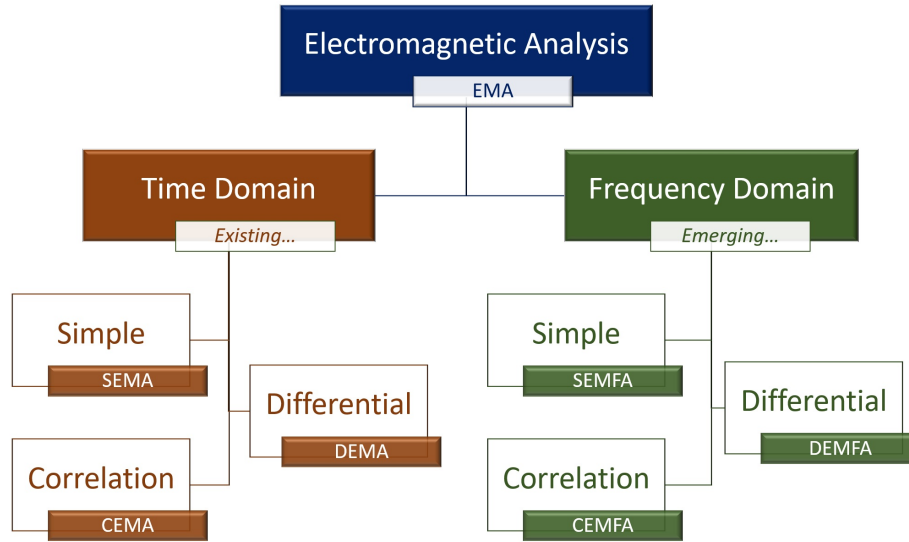 Electromagnetic Analysis
EMA
Time Domain
Existing...
Frequency Domain
Emerging...
Simple
SEMA
Differential
DEMA
Correlation
CEMA
Simple
SEMFA
Differential
DEMFA
Correlation
CEMFA